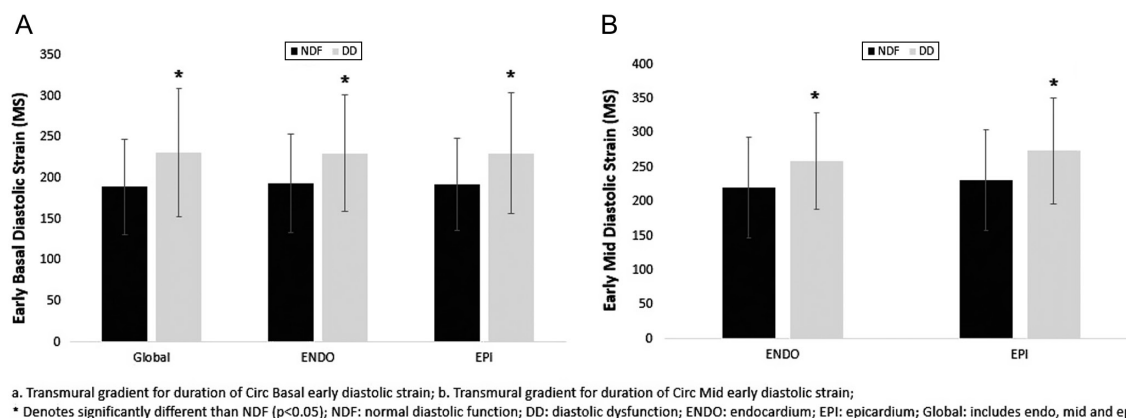 A
B
NDF DD
NDF DD
350
300
250
200
150
100
50
0
Early Basal Diastolic Strain (MS)
* * *
Global ENDO EPI
400
350
300
250
200
150
100
50
0
Early Mid Diastolic Strain (MS)
* *
ENDO EPI
a. Transmural gradient for duration of Circ Basal early diastolic strain; b. Transmural gradient for duration of Circ Mid early diastolic strain;
* Denotes significantly different than NDF (p<0.05); NDF: normal diastolic function; DD: diastolic dysfunction; ENDO: endocardium; EPI: epicardium; Global: includes endo, mid and